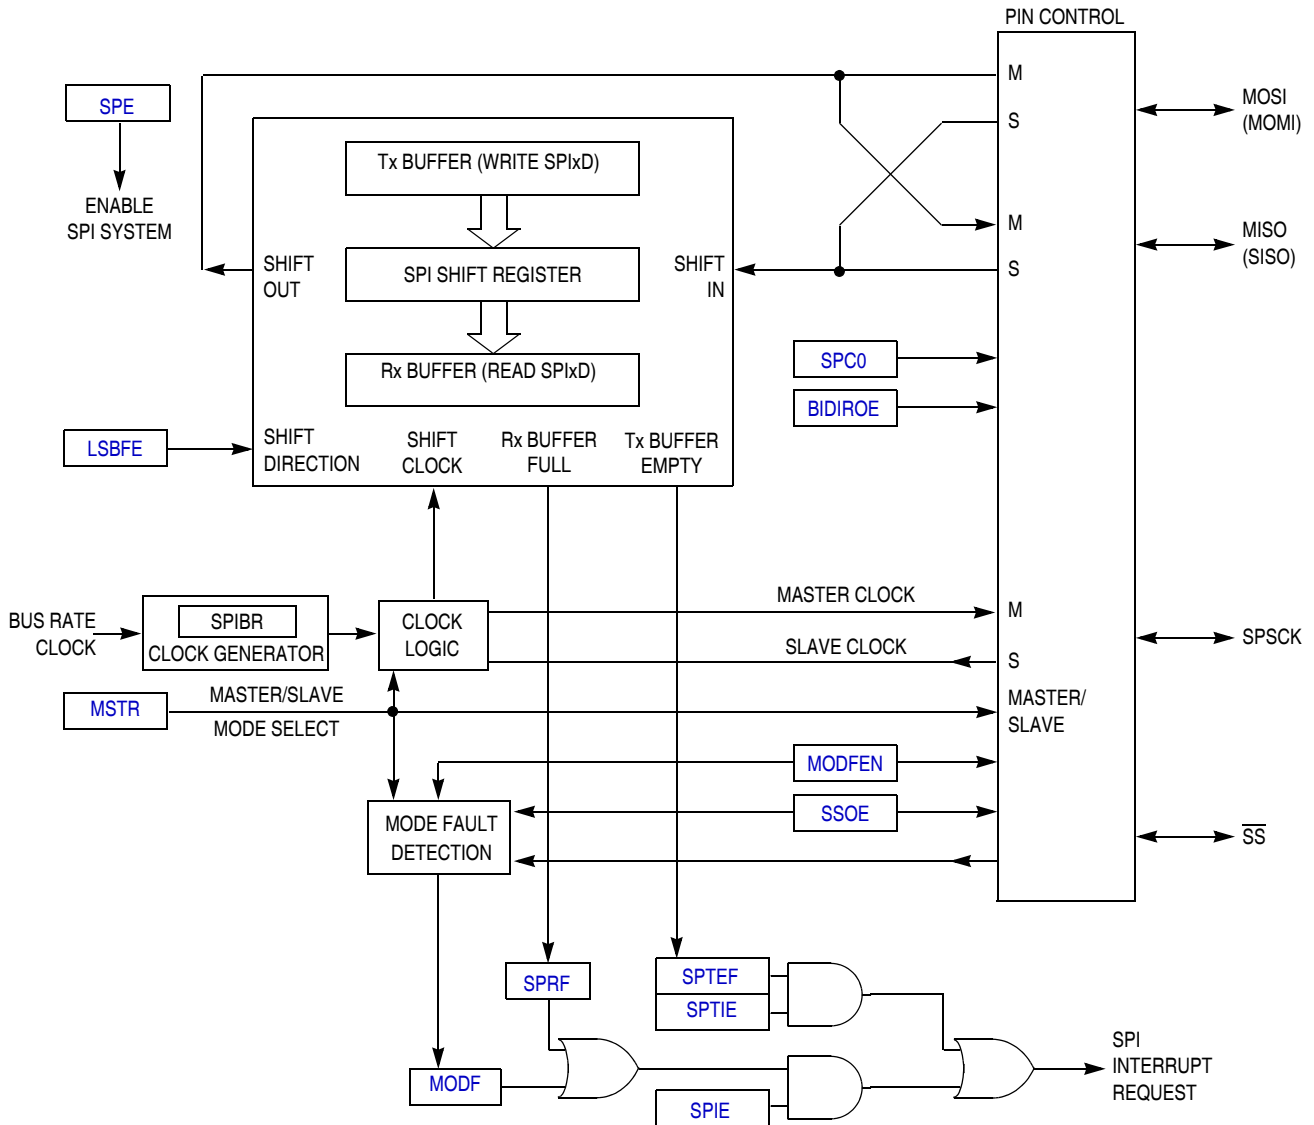 PIN CONTROL
M
SPE
MOSI
(MOMI)
S
Tx BUFFER (WRITE SPIxD)
ENABLE
SPI SYSTEM
M
MISO
(SISO)
SHIFT
OUT
SPI SHIFT REGISTER
SHIFT
IN
S
SPC0
Rx BUFFER (READ SPIxD)
BIDIROE
LSBFE
SHIFT
DIRECTION
SHIFT
CLOCK
Rx BUFFER
FULL
Tx BUFFER
EMPTY
BUS RATE
CLOCK
SPIBR
CLOCK GENERATOR
CLOCK
LOGIC
MASTER CLOCK
M
SLAVE CLOCK
S
SPSCK
MSTR
MASTER/SLAVE
MODE SELECT
MASTER/
SLAVE
MODFEN
SSOE
MODE FAULT
DETECTION
SS
SPRF
SPTEF
SPTIE
MODF
SPIE
SPI
INTERRUPT
REQUEST